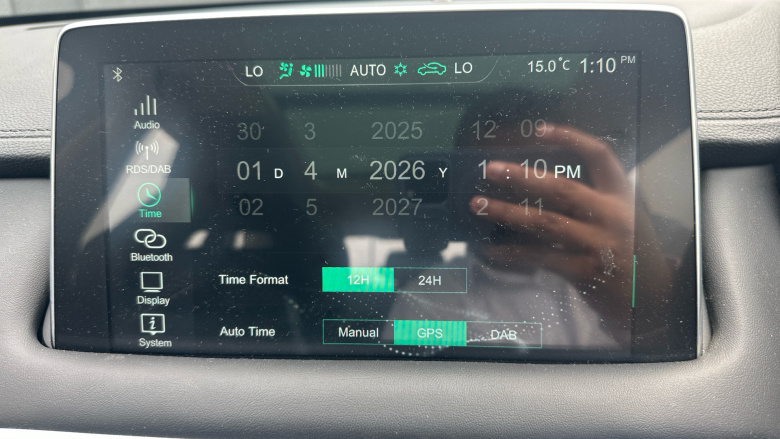 LO AUTO LO 15.0°C 1:10 PM
Audio
RDS/DAB
Time
Bluetooth
Display
System
30 3 2025 12 09
01 D 4 M 2026 Y 1 : 10 PM
02 5 2027 2 11
Time Format 12H 24H
Auto Time Manual GPS DAB